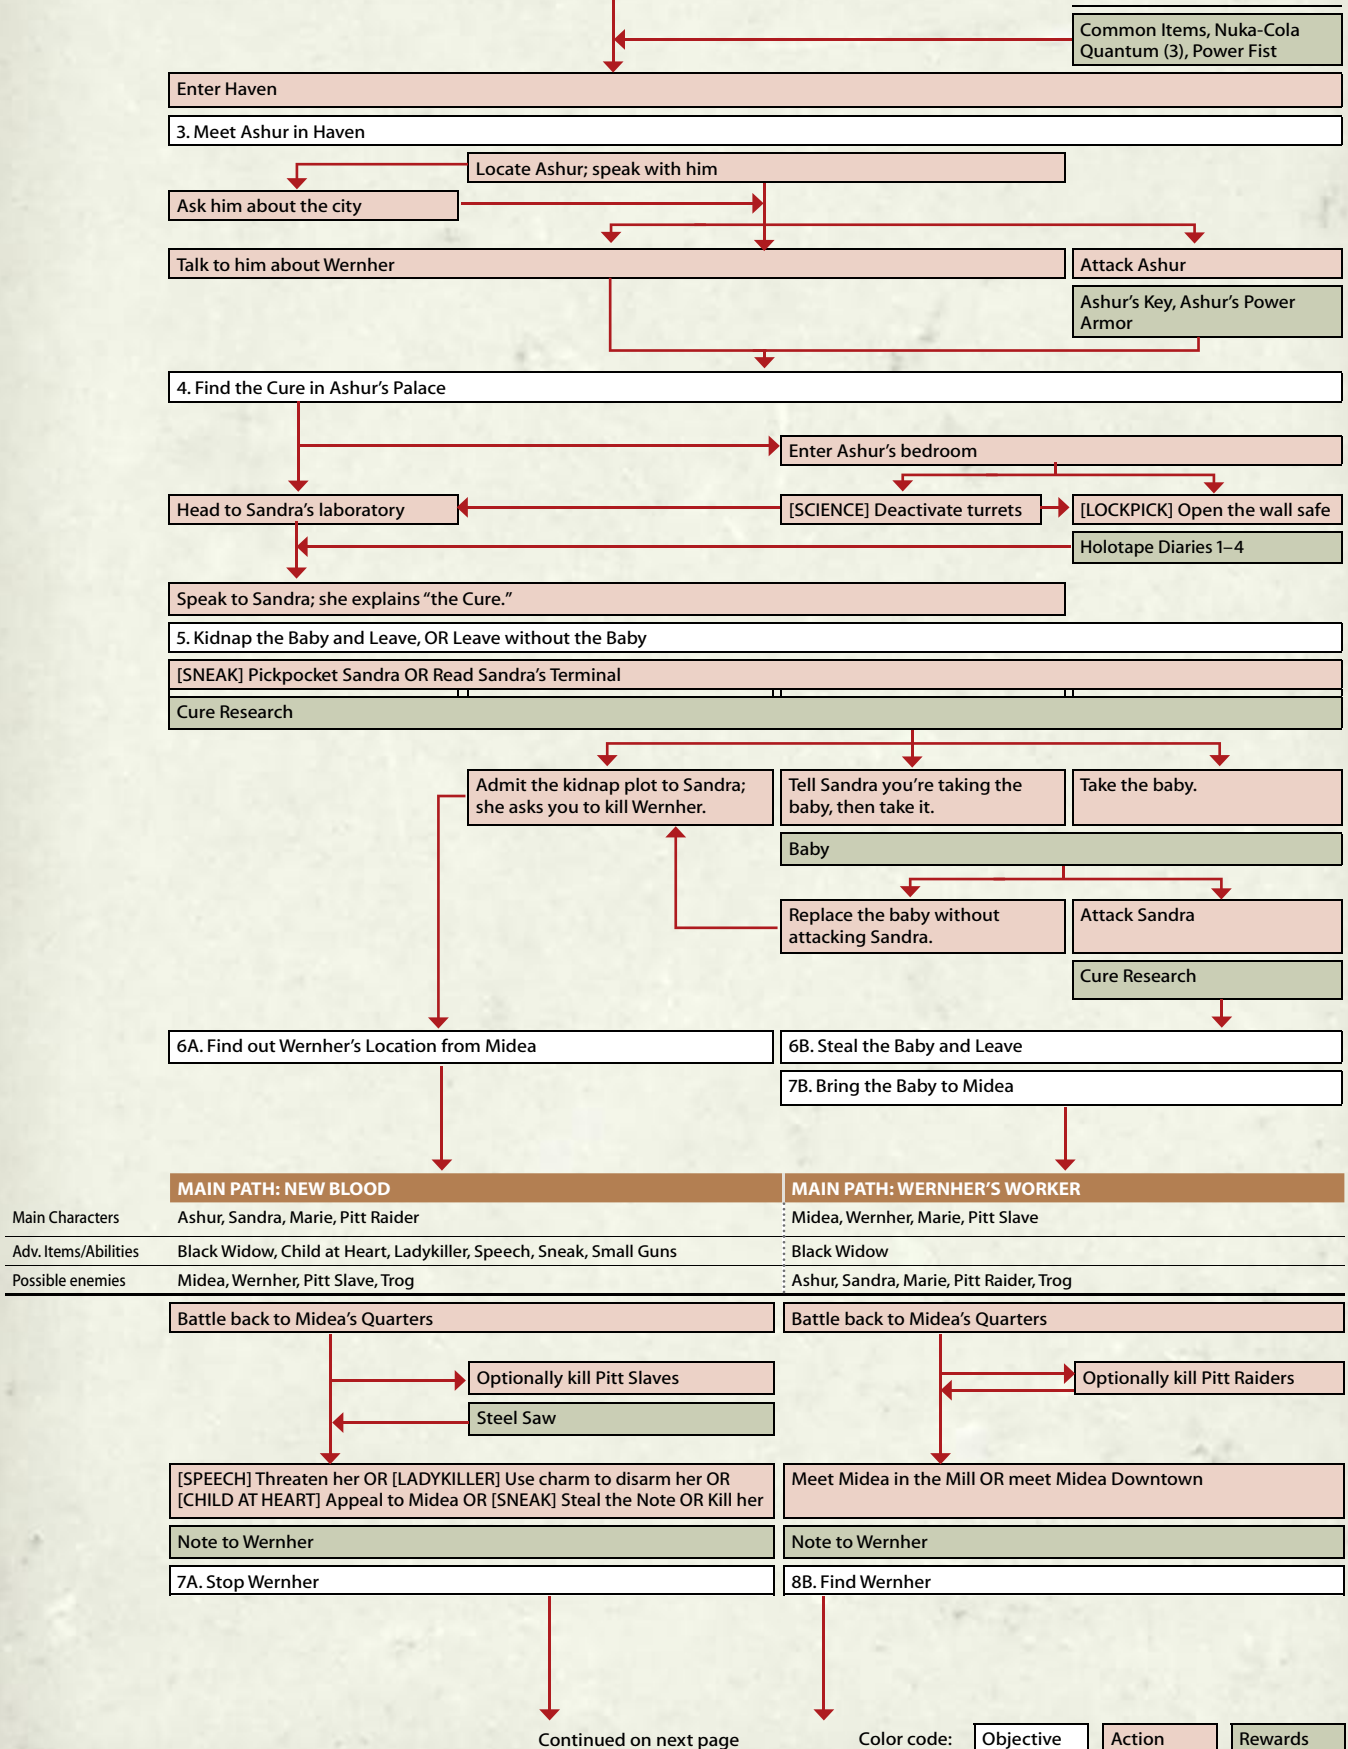 Common Items, Nuka-Cola
Quantum (3), Power Fist
Enter Haven
3. Meet Ashur in Haven
Locate Ashur; speak with him
Ask him about the city
Talk to him about Wernher
Attack Ashur
Ashur's Key, Ashur's Power
Armor
4. Find the Cure in Ashur's Palace
Enter Ashur's bedroom
Head to Sandra's laboratory
[SCIENCE] Deactivate turrets
[LOCKPICK] Open the wall safe
Holotape Diaries 1–4
Speak to Sandra; she explains “the Cure.”
5. Kidnap the Baby and Leave, OR Leave without the Baby
[SNEAK] Pickpocket Sandra OR Read Sandra's Terminal
Cure Research
Admit the kidnap plot to Sandra;
she asks you to kill Wernher.
Tell Sandra you're taking the
baby, then take it.
Take the baby.
Baby
Replace the baby without
attacking Sandra.
Attack Sandra
Cure Research
6A. Find out Wernher's Location from Midea
6B. Steal the Baby and Leave
7B. Bring the Baby to Midea
MAIN PATH: NEW BLOOD
MAIN PATH: WERNHER'S WORKER
Main Characters
Ashur, Sandra, Marie, Pitt Raider
Midea, Wernher, Marie, Pitt Slave
Adv. Items/Abilities
Black Widow, Child at Heart, Ladykiller, Speech, Sneak, Small Guns
Black Widow
Possible enemies
Midea, Wernher, Pitt Slave, Trog
Ashur, Sandra, Marie, Pitt Raider, Trog
Battle back to Midea's Quarters
Battle back to Midea's Quarters
Optionally kill Pitt Slaves
Optionally kill Pitt Raiders
Steel Saw
[SPEECH] Threaten her OR [LADYKILLER] Use charm to disarm her OR
[CHILD AT HEART] Appeal to Midea OR [SNEAK] Steal the Note OR Kill her
Meet Midea in the Mill OR meet Midea Downtown
Note to Wernher
Note to Wernher
7A. Stop Wernher
8B. Find Wernher
Continued on next page
Color code:
Objective
Action
Rewards